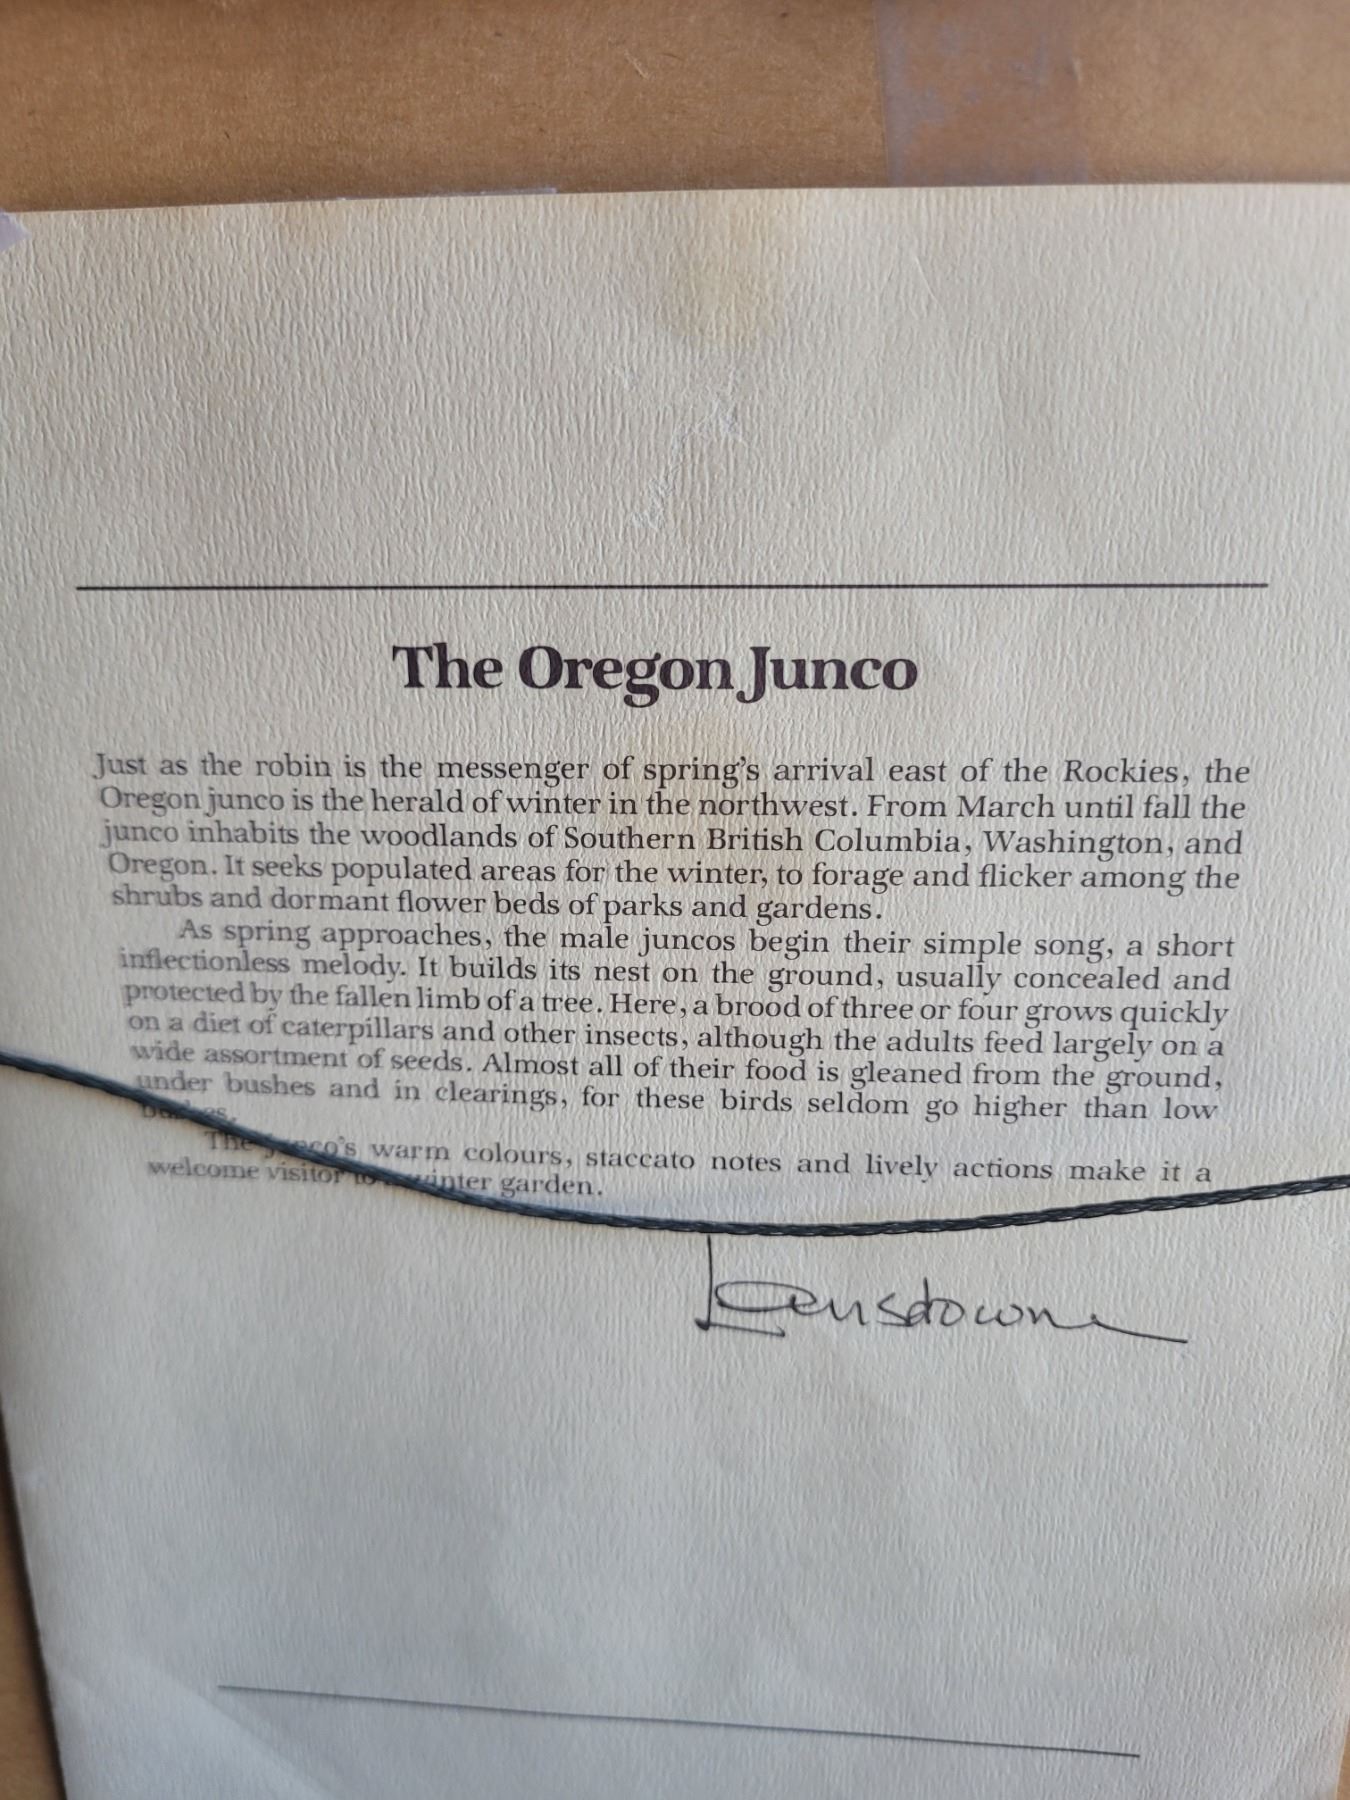 The Oregon Junco
Just as the robin is the messenger of spring's arrival east of the Rockies, the
Oregon junco is the herald of winter in the northwest. From March until fall the
junco inhabits the woodlands of Southern British Columbia, Washington, and
Oregon. It seeks populated areas for the winter, to forage and flicker among the
shrubs and dormant flower beds of parks and gardens.
As spring approaches, the male juncos begin their simple song, a short
inflectionless melody. It builds its nest on the ground, usually concealed and
protected by the fallen limb of a tree. Here, a brood of three or four grows quickly
on a diet of caterpillars and other insects, although the adults feed largely on a
wide assortment of seeds. Almost all of their food is gleaned from the ground,
under bushes and in clearings, for these birds seldom go higher than low
bushes.
The junco's warm colours, staccato notes and lively actions make it a
welcome visitor to a winter garden.
Lansdowne